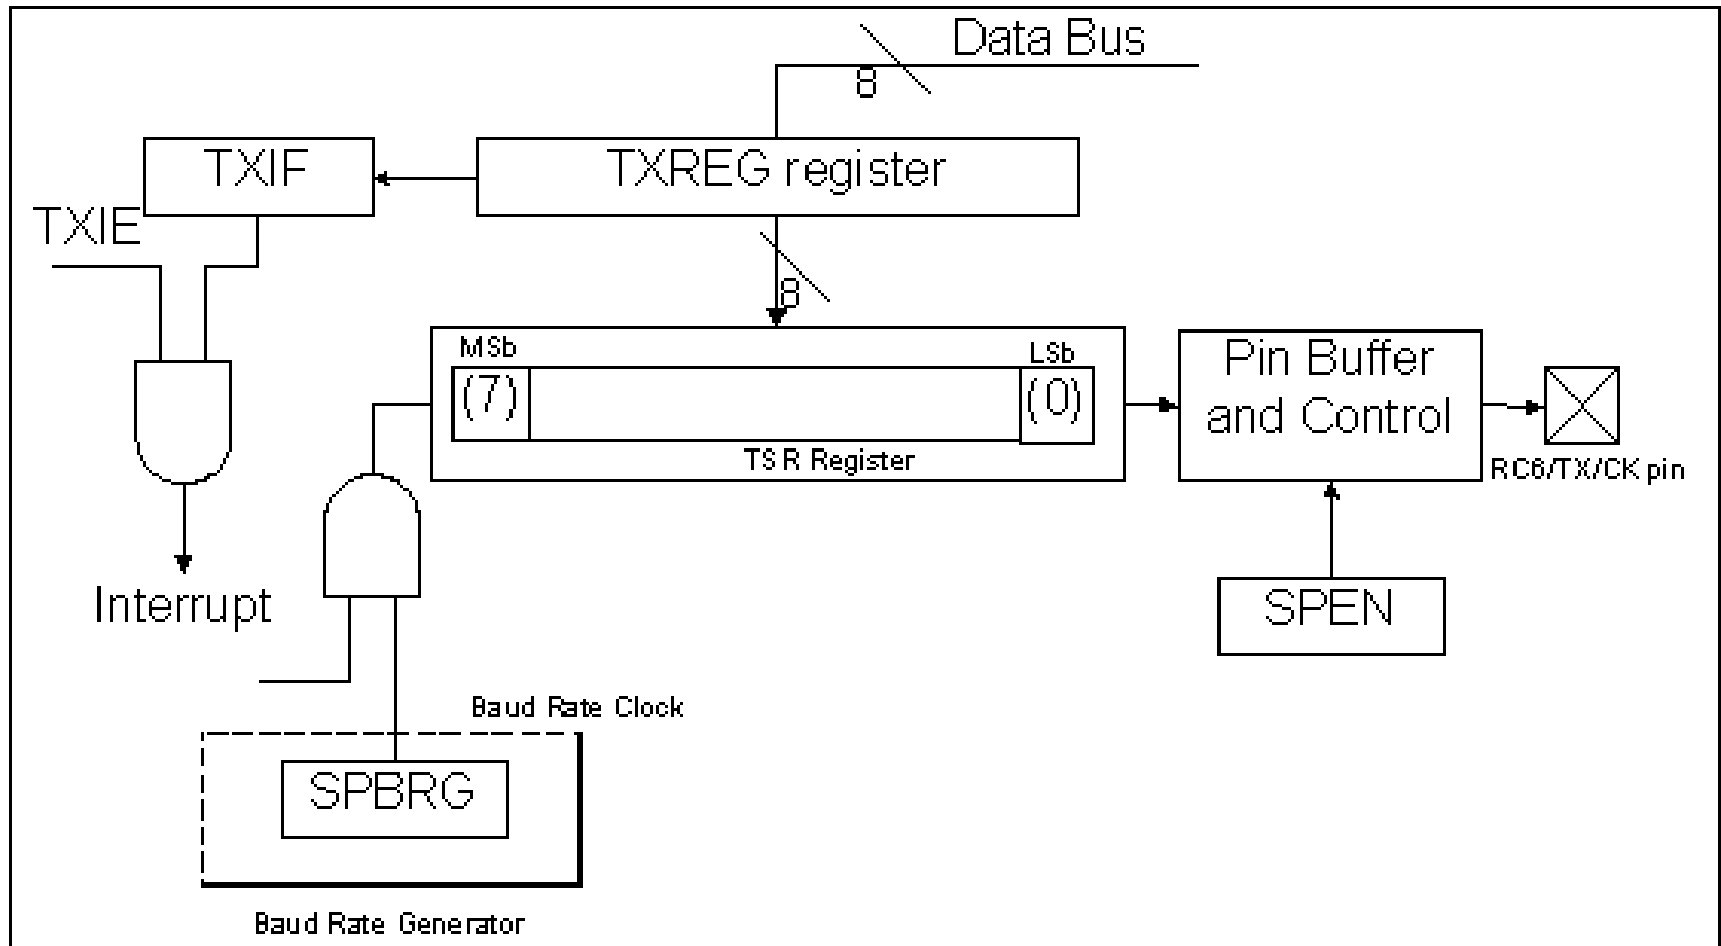 Data Bus
8
TXIF
TXREG register
TXIE
8
MSb
LSb
(7)
(0)
TSR Register
Pin Buffer
and Control
RC6/TX/CK pin
Interrupt
SPEN
Baud Rate Clock
SPBRG
Baud Rate Generator